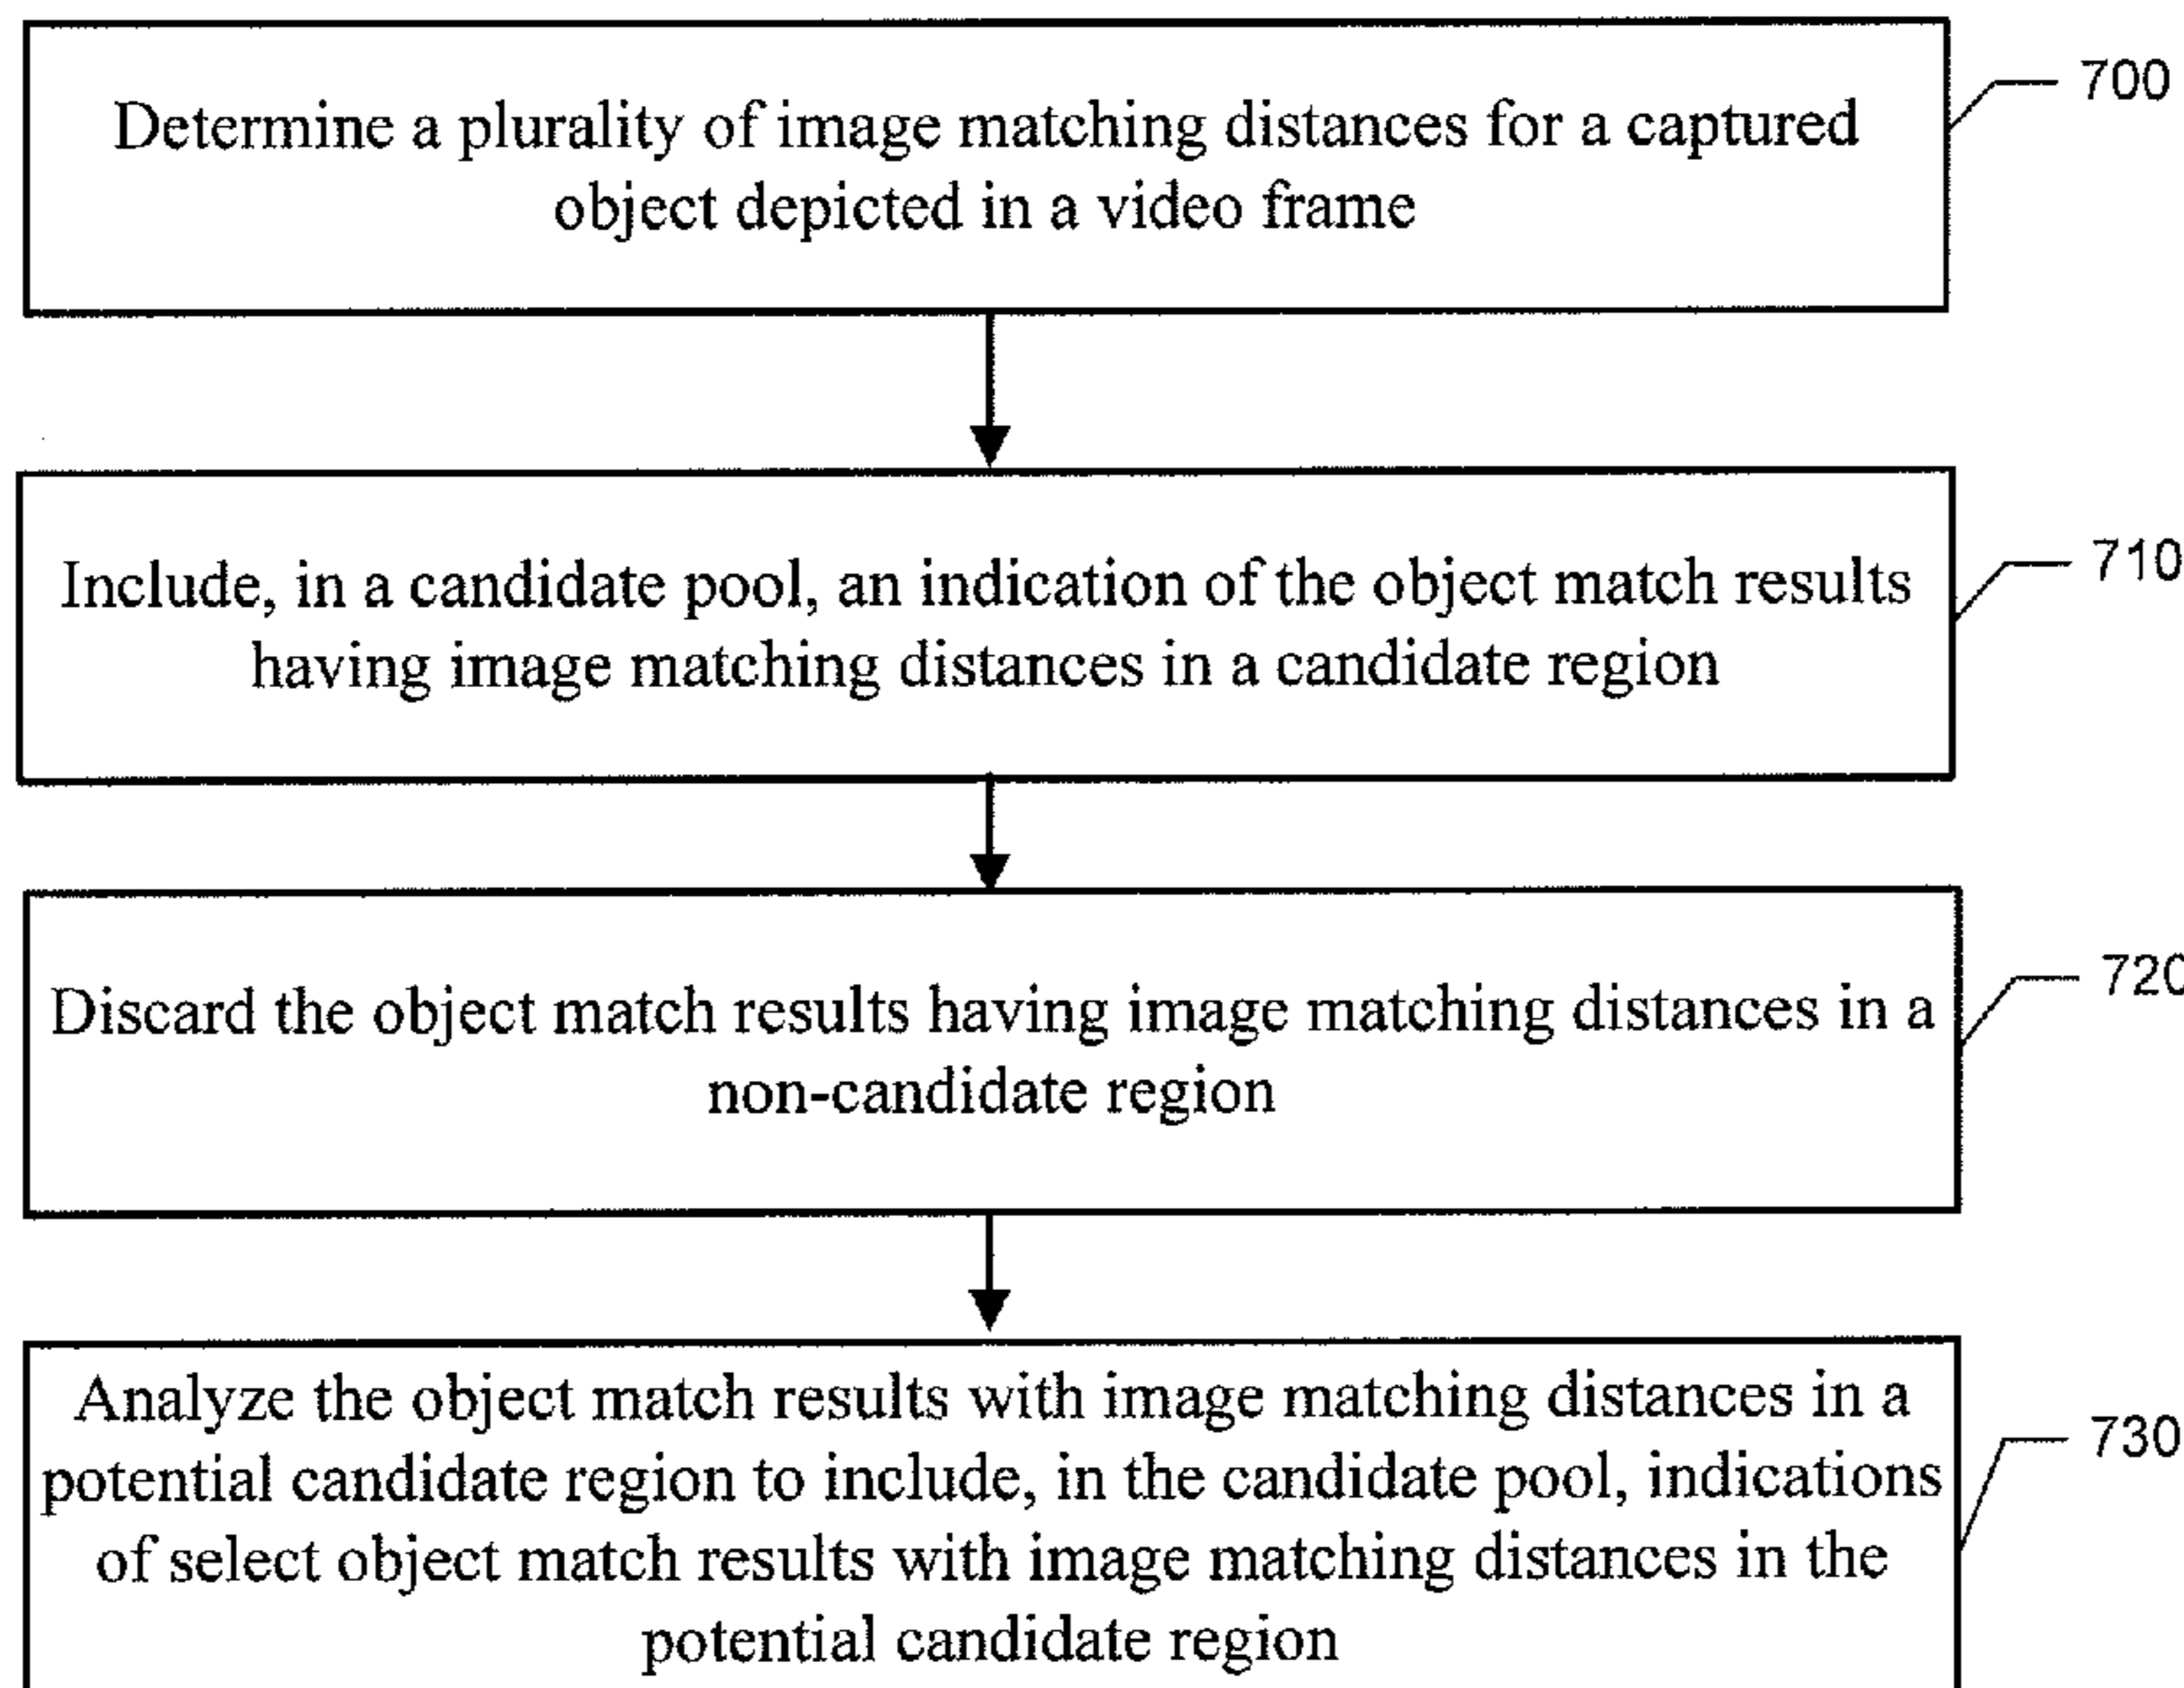 Determine a plurality of image matching distances for a captured
object depicted in a video frame
700
Include, in a candidate pool, an indication of the object match results
having image matching distances in a candidate region
710
Discard the object match results having image matching distances in a
non-candidate region
720
Analyze the object match results with image matching distances in a
potential candidate region to include, in the candidate pool, indications
of select object match results with image matching distances in the
potential candidate region
730